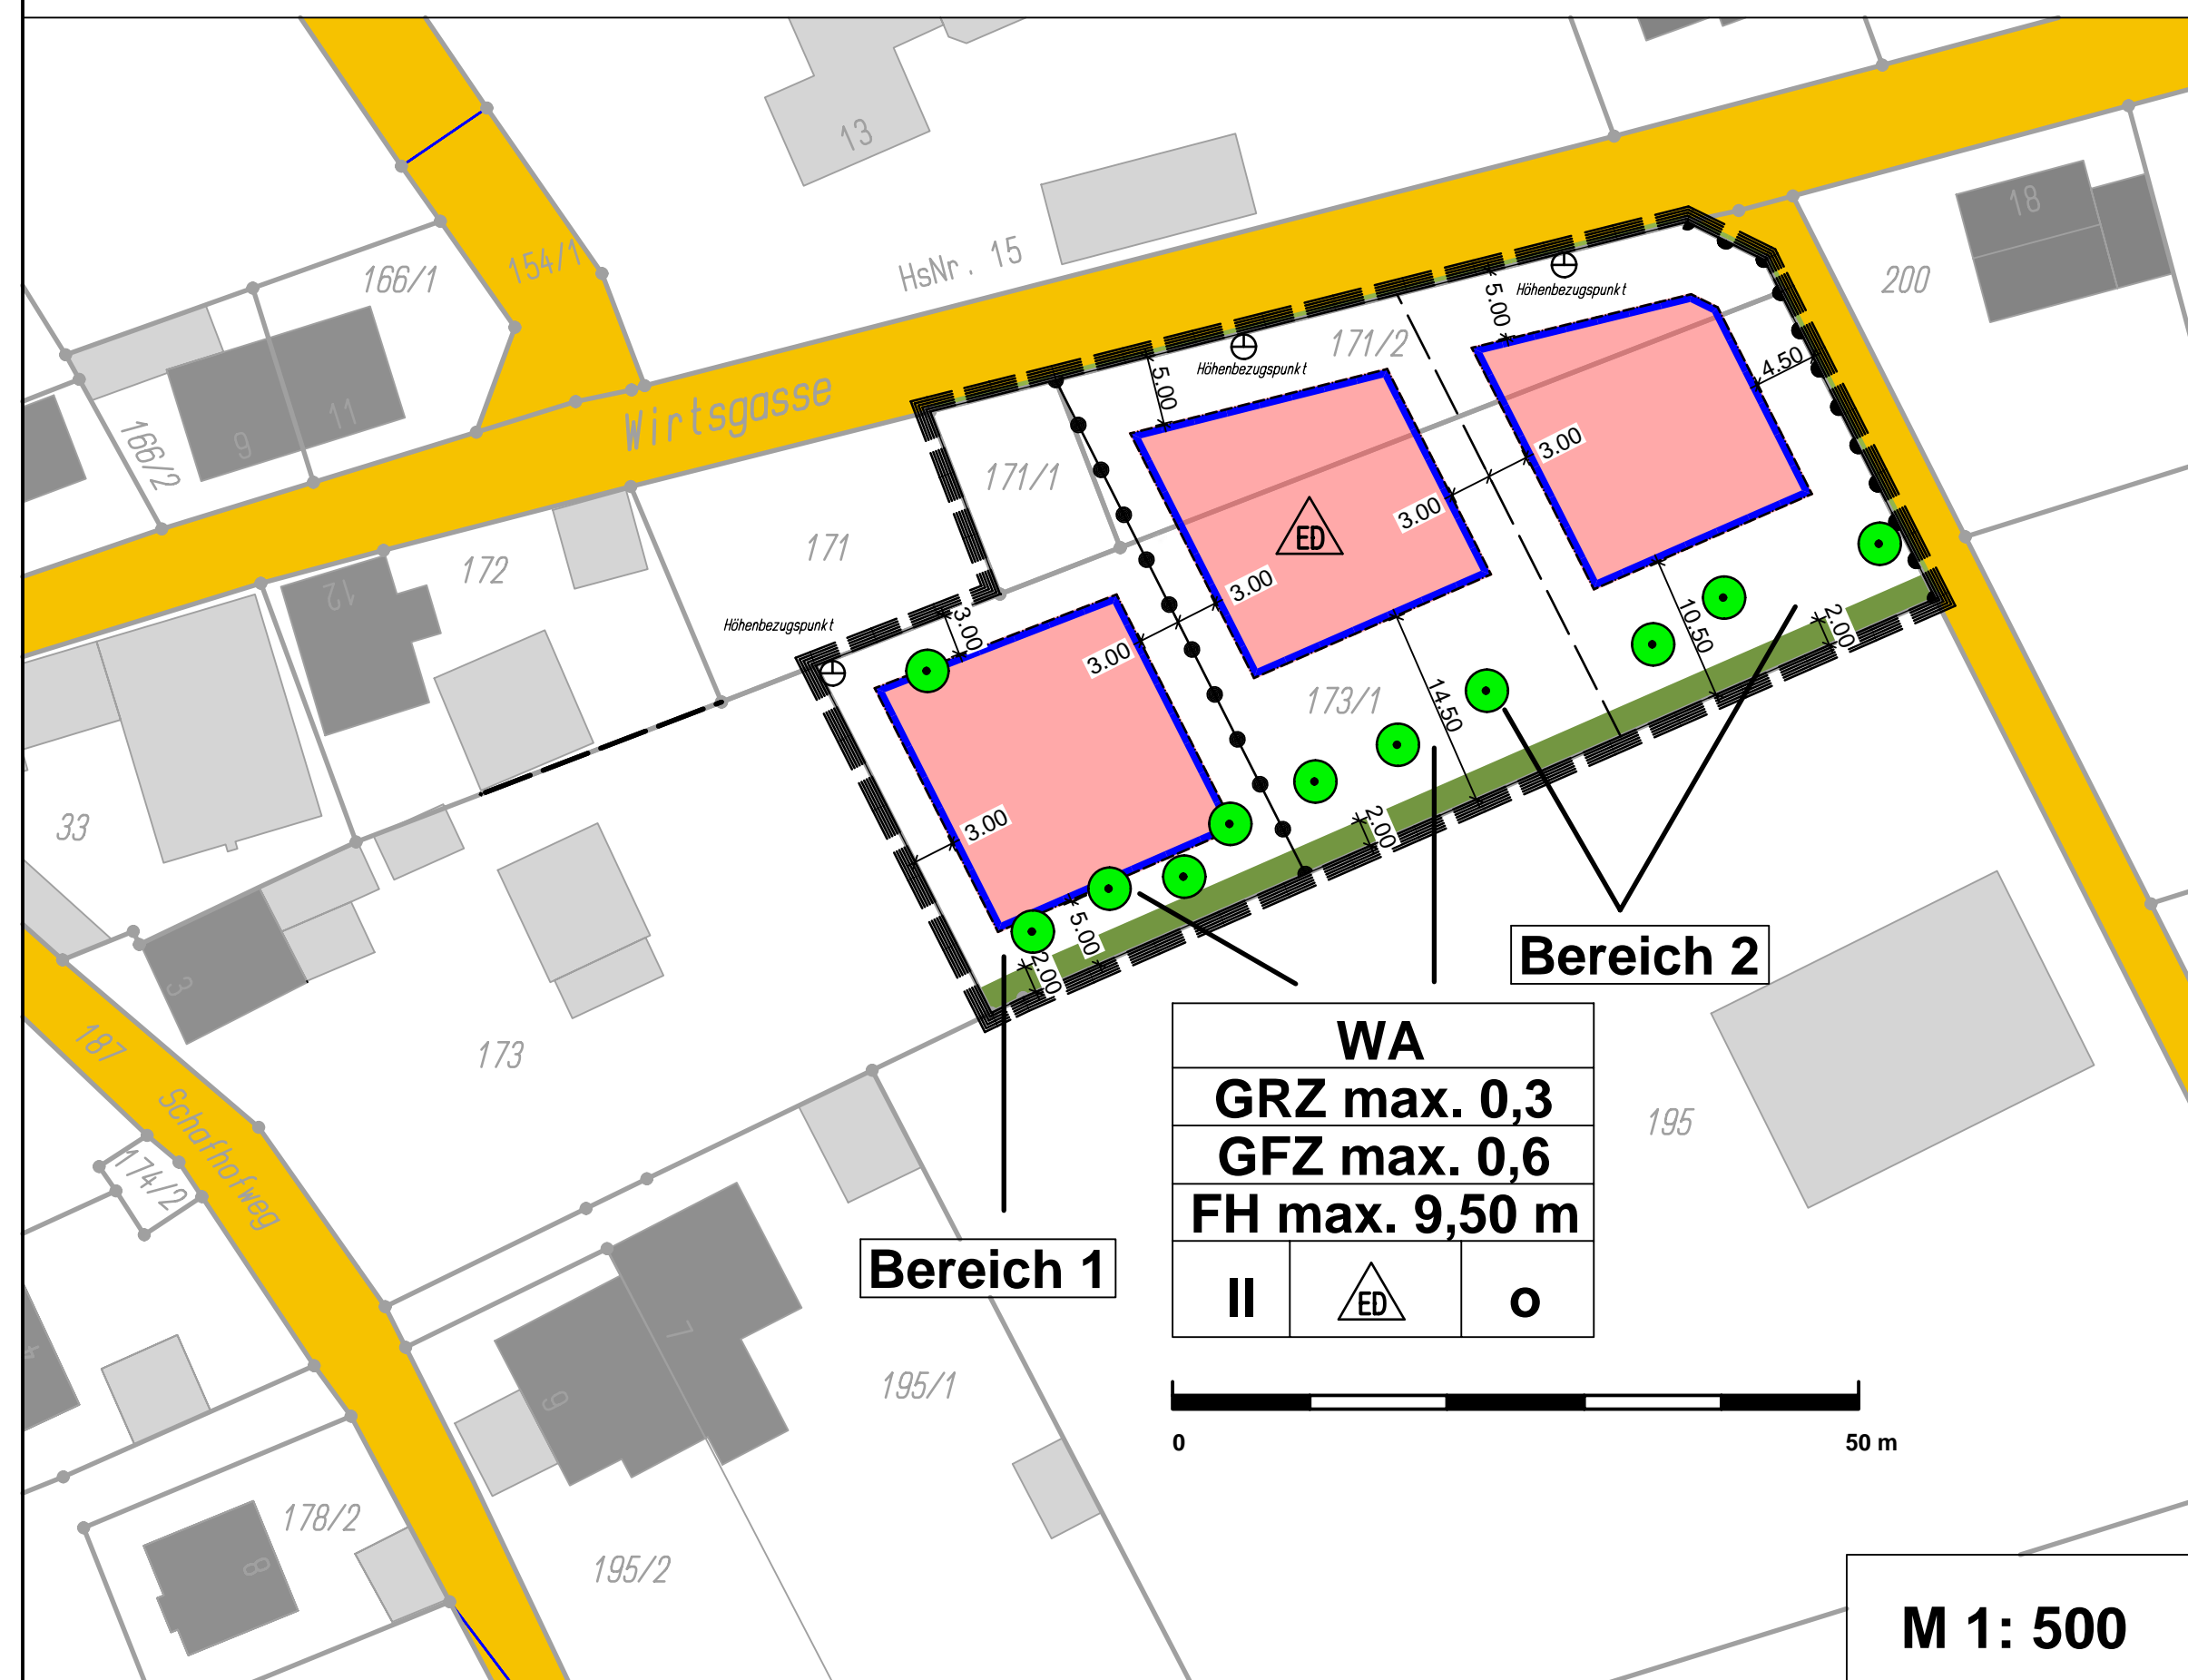 13
18
200
154/1
166/1
HsNr. 15
Höhenbezugspunkt
5.00
171/2
Höhenbezugspunkt
5.00
4.50
Wirtsgasse
11
9
166/2
171/1
3.00
3.00
ED
171
172
12
3.00
3.00
3.00
Höhenbezugspunkt
10.50
2.00
173/1
14.50
33
3.00
2.00
5.00
2.00
Bereich 2
3
187
173
Schafhofweg
174/2
WA
GRZ max. 0,3
GFZ max. 0,6
FH max. 9,50 m
II
ED
o
195
Bereich 1
4
7
9
195/1
0
50 m
178/2
8
195/2
M 1: 500